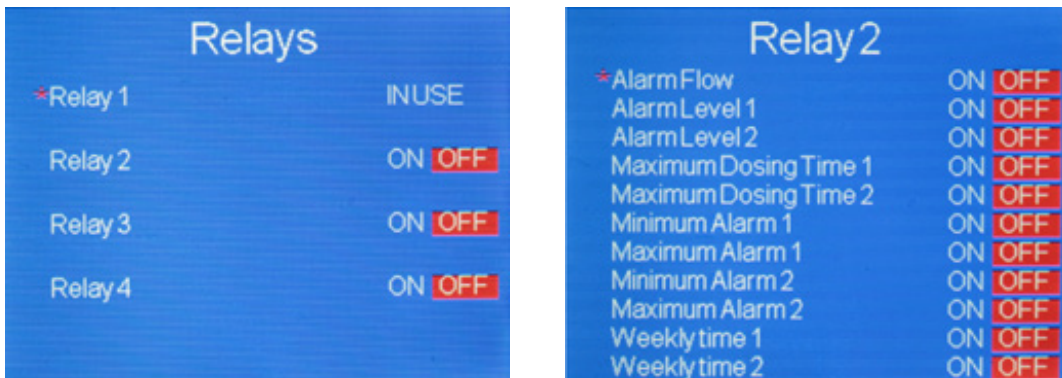 Relays
*Relay 1 IN USE
Relay 2 ON OFF
Relay 3 ON OFF
Relay 4 ON OFF
Relay 2
*Alarm Flow ON OFF
Alarm Level 1 ON OFF
Alarm Level 2 ON OFF
Maximum Dosing Time 1 ON OFF
Maximum Dosing Time 2 ON OFF
Minimum Alarm 1 ON OFF
Maximum Alarm 1 ON OFF
Minimum Alarm 2 ON OFF
Maximum Alarm 2 ON OFF
Weekly time 1 ON OFF
Weekly time 2 ON OFF